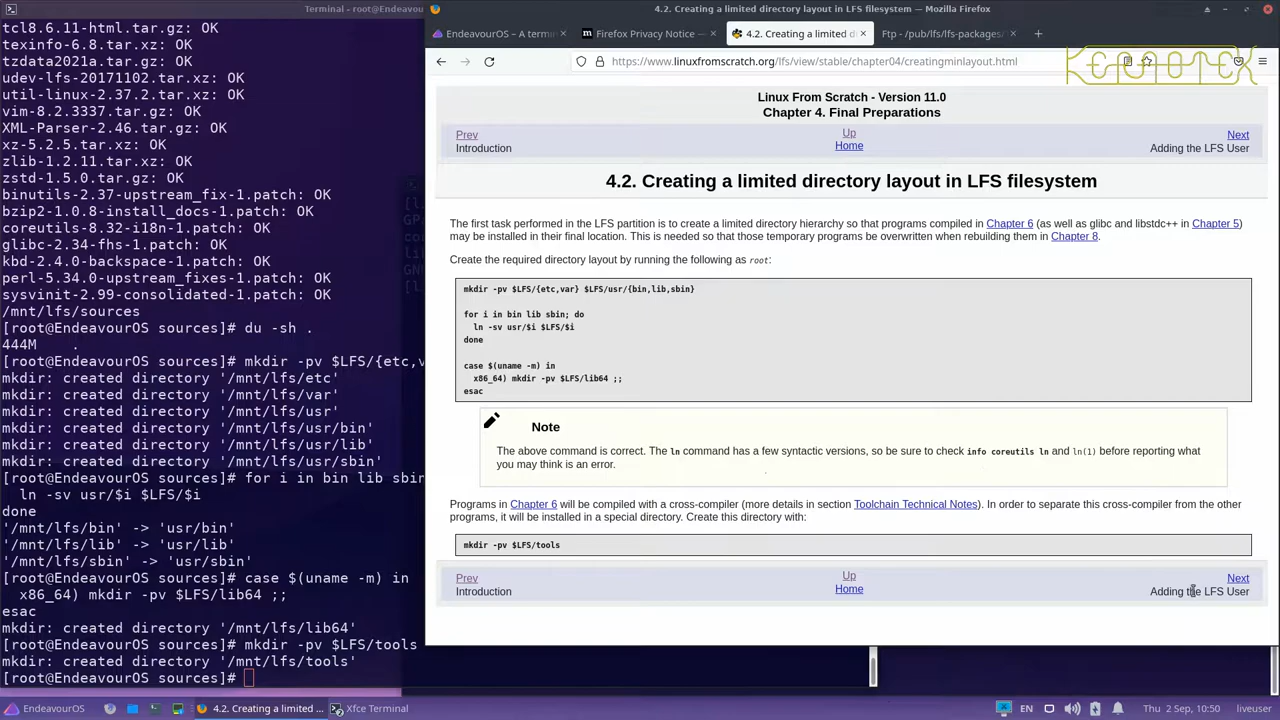 Terminal - root@Endeavour
tcl8.6.11-html.tar.gz: OK
texinfo-6.8.tar.xz: OK
tzdata2021a.tar.gz: OK
udev-lfs-20171102.tar.xz: OK
util-linux-2.37.2.tar.xz: OK
vim-8.2.3337.tar.gz: OK
XML-Parser-2.46.tar.gz: OK
xz-5.2.5.tar.xz: OK
zlib-1.2.11.tar.xz: OK
zstd-1.5.0.tar.gz: OK
binutils-2.37-upstream_fix-1.patch: OK
bzip2-1.0.8-install_docs-1.patch: OK
coreutils-8.32-i18n-1.patch: OK
glibc-2.34-fhs-1.patch: OK
kbd-2.4.0-backspace-1.patch: OK
perl-5.34.0-upstream_fixes-1.patch: OK
sysvinit-2.99-consolidated-1.patch: OK
/mnt/lfs/sources
[root@EndeavourOS sources]# du -sh .
444M .
[root@EndeavourOS sources]# mkdir -pv $LFS/{etc,v
mkdir: created directory '/mnt/lfs/etc'
mkdir: created directory '/mnt/lfs/var'
mkdir: created directory '/mnt/lfs/usr'
mkdir: created directory '/mnt/lfs/usr/bin'
mkdir: created directory '/mnt/lfs/usr/lib'
mkdir: created directory '/mnt/lfs/usr/sbin'
[root@EndeavourOS sources]# for i in bin lib sbin
ln -sv usr/$i $LFS/$i
done
'/mnt/lfs/bin' -> 'usr/bin'
'/mnt/lfs/lib' -> 'usr/lib'
'/mnt/lfs/sbin' -> 'usr/sbin'
[root@EndeavourOS sources]# case $(uname -m) in
x86_64) mkdir -pv $LFS/lib64 ;;
esac
mkdir: created directory '/mnt/lfs/lib64'
[root@EndeavourOS sources]# mkdir -pv $LFS/tools
mkdir: created directory '/mnt/lfs/tools'
[root@EndeavourOS sources]#
4.2. Creating a limited directory layout in LFS filesystem — Mozilla Firefox
EndeavourOS – A termin
Firefox Privacy Notice —
4.2. Creating a limited d
Ftp - /pub/lfs/lfs-packages/
https://www.linuxfromscratch.org/lfs/view/stable/chapter04/creatingminlayout.html
KENNOTEX
Linux From Scratch - Version 11.0
Chapter 4. Final Preparations
Prev Up Next
Introduction Home Adding the LFS User
4.2. Creating a limited directory layout in LFS filesystem
The first task performed in the LFS partition is to create a limited directory hierarchy so that programs compiled in Chapter 6 (as well as glibc and libstdc++ in Chapter 5)
may be installed in their final location. This is needed so that those temporary programs be overwritten when rebuilding them in Chapter 8.
Create the required directory layout by running the following as root:
mkdir -pv $LFS/{etc,var} $LFS/usr/{bin,lib,sbin}
for i in bin lib sbin; do
ln -sv usr/$i $LFS/$i
done
case $(uname -m) in
x86_64) mkdir -pv $LFS/lib64 ;;
esac
Note
The above command is correct. The ln command has a few syntactic versions, so be sure to check info coreutils ln and ln(1) before reporting what
you may think is an error.
Programs in Chapter 6 will be compiled with a cross-compiler (more details in section Toolchain Technical Notes). In order to separate this cross-compiler from the other
programs, it will be installed in a special directory. Create this directory with:
mkdir -pv $LFS/tools
Prev Up Next
Introduction Home Adding the LFS User
EndeavourOS
4.2. Creating a limited ...
Xfce Terminal
EN
Thu 2 Sep, 10:50
liveuser